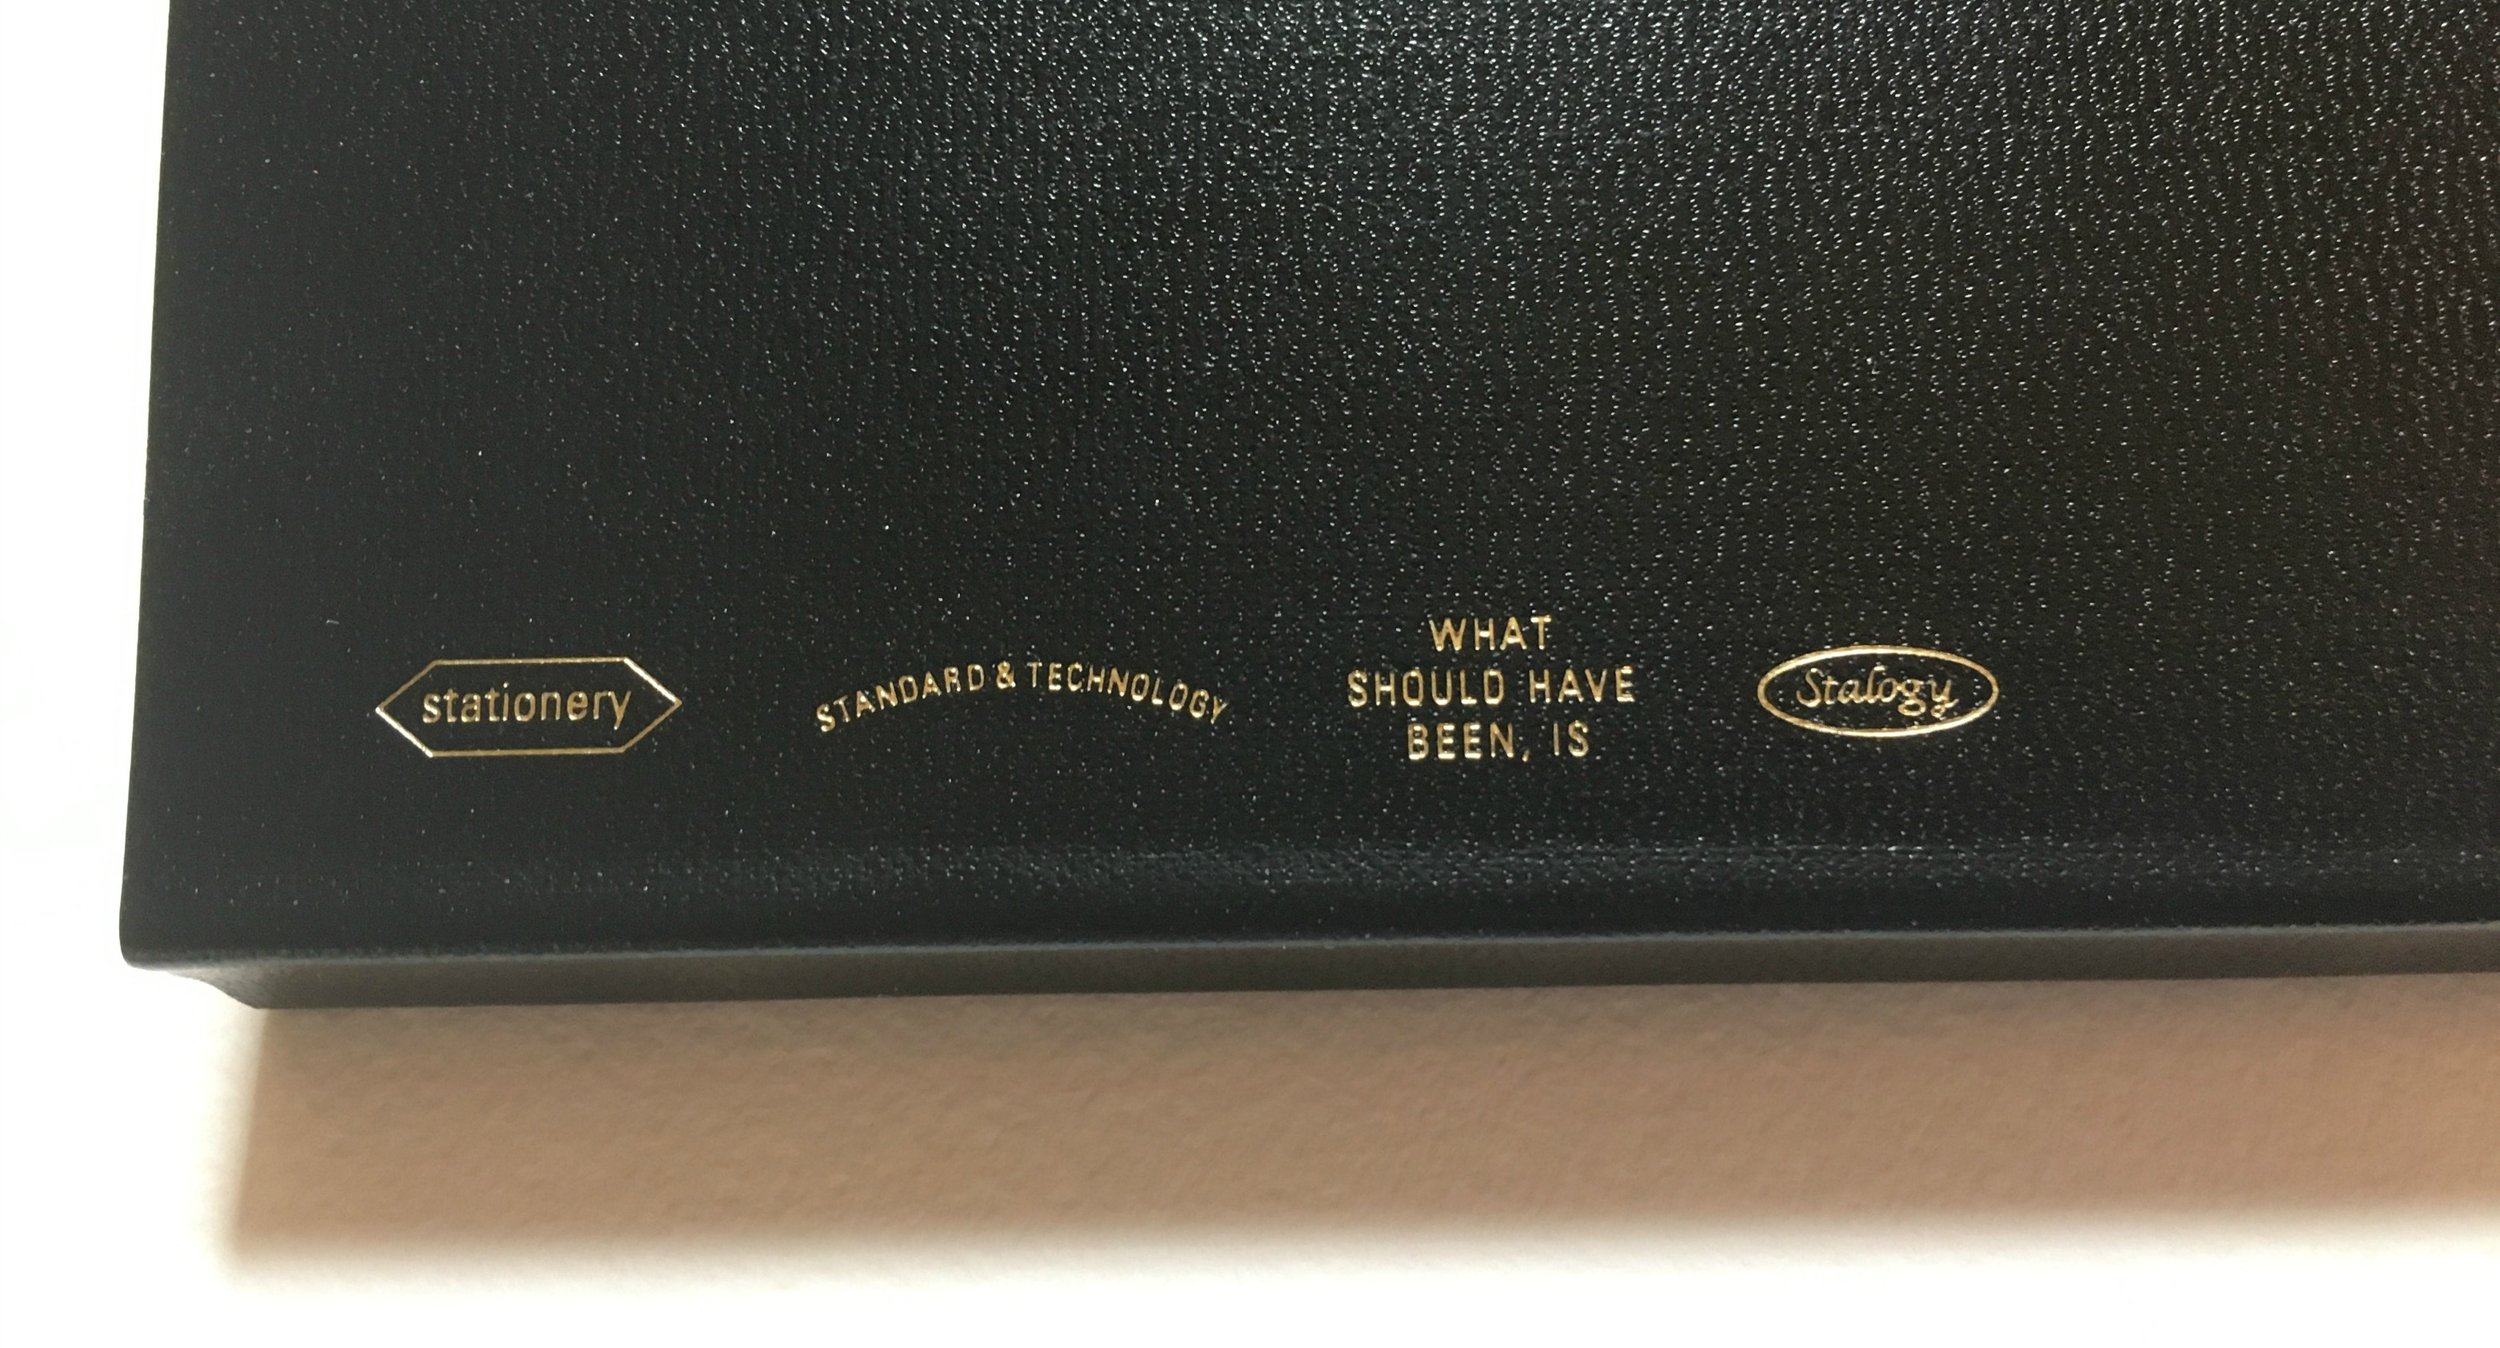 stationery
STANDARD & TECHNOLOGY
WHAT
SHOULD HAVE
BEEN, IS
Stalogy